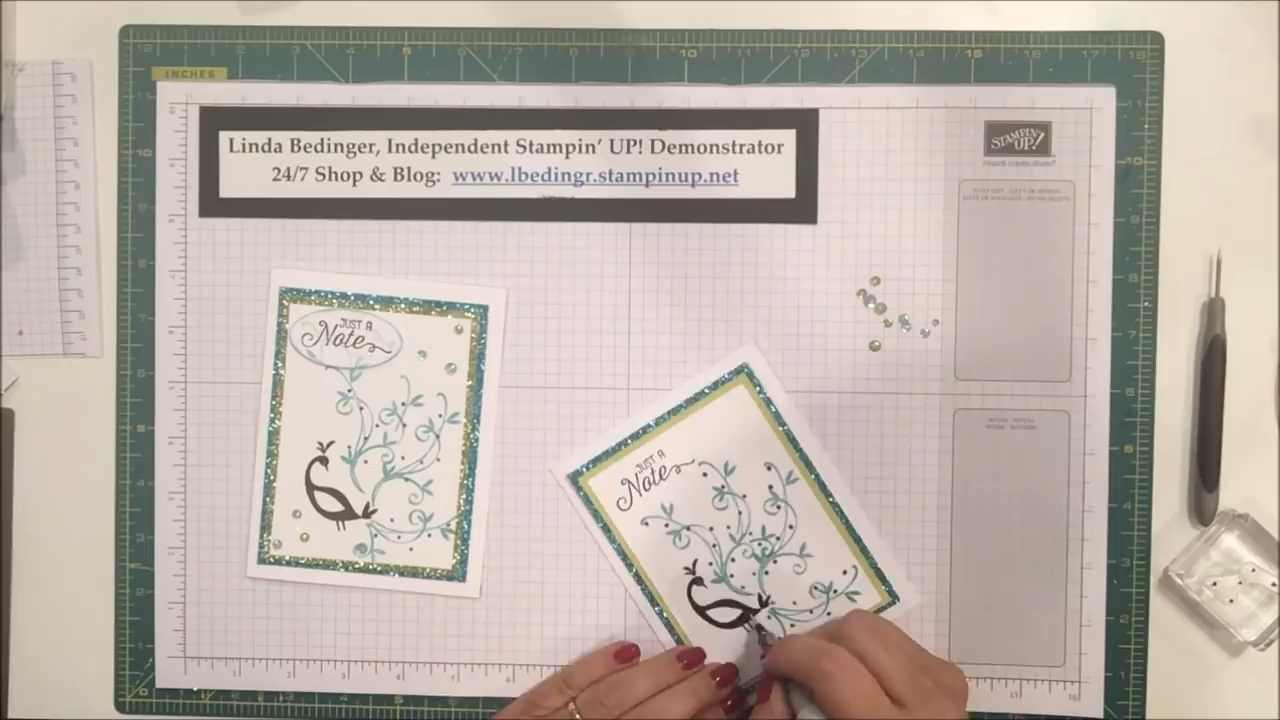 INCHES
Linda Bedinger, Independent Stampin' UP! Demonstrator
24/7 Shop & Blog: www.lbedingr.stampinup.net
STAMPIN' UP!
JUST A
Note
JUST A
Note